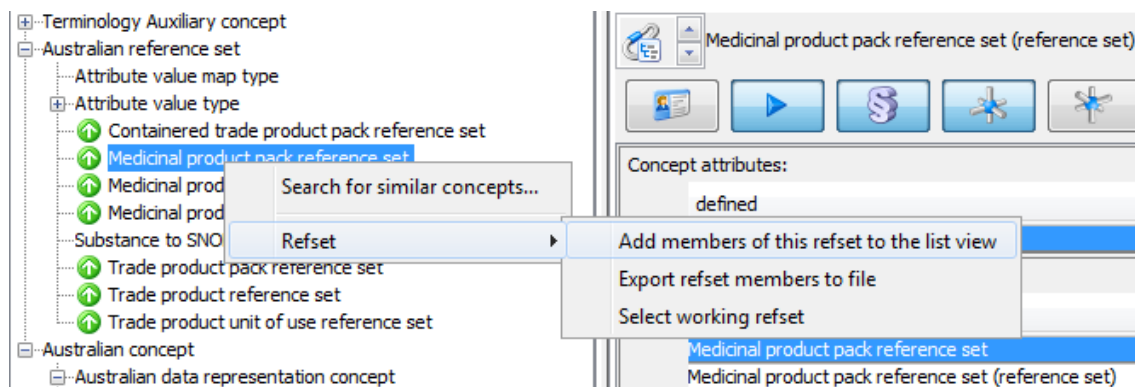 Terminology Auxiliary concept
Australian reference set
Attribute value map type
Attribute value type
Containered trade product pack reference set
Medicinal product pack reference set
Medicinal prod
Medicinal prod
Substance to SNO
Trade product pack reference set
Trade product reference set
Trade product unit of use reference set
Australian concept
Australian data representation concept
Search for similar concepts...
Refset
Add members of this refset to the list view
Export refset members to file
Select working refset
Medicinal product pack reference set (reference set)
Concept attributes:
defined
Medicinal product pack reference set
Medicinal product pack reference set (reference set)